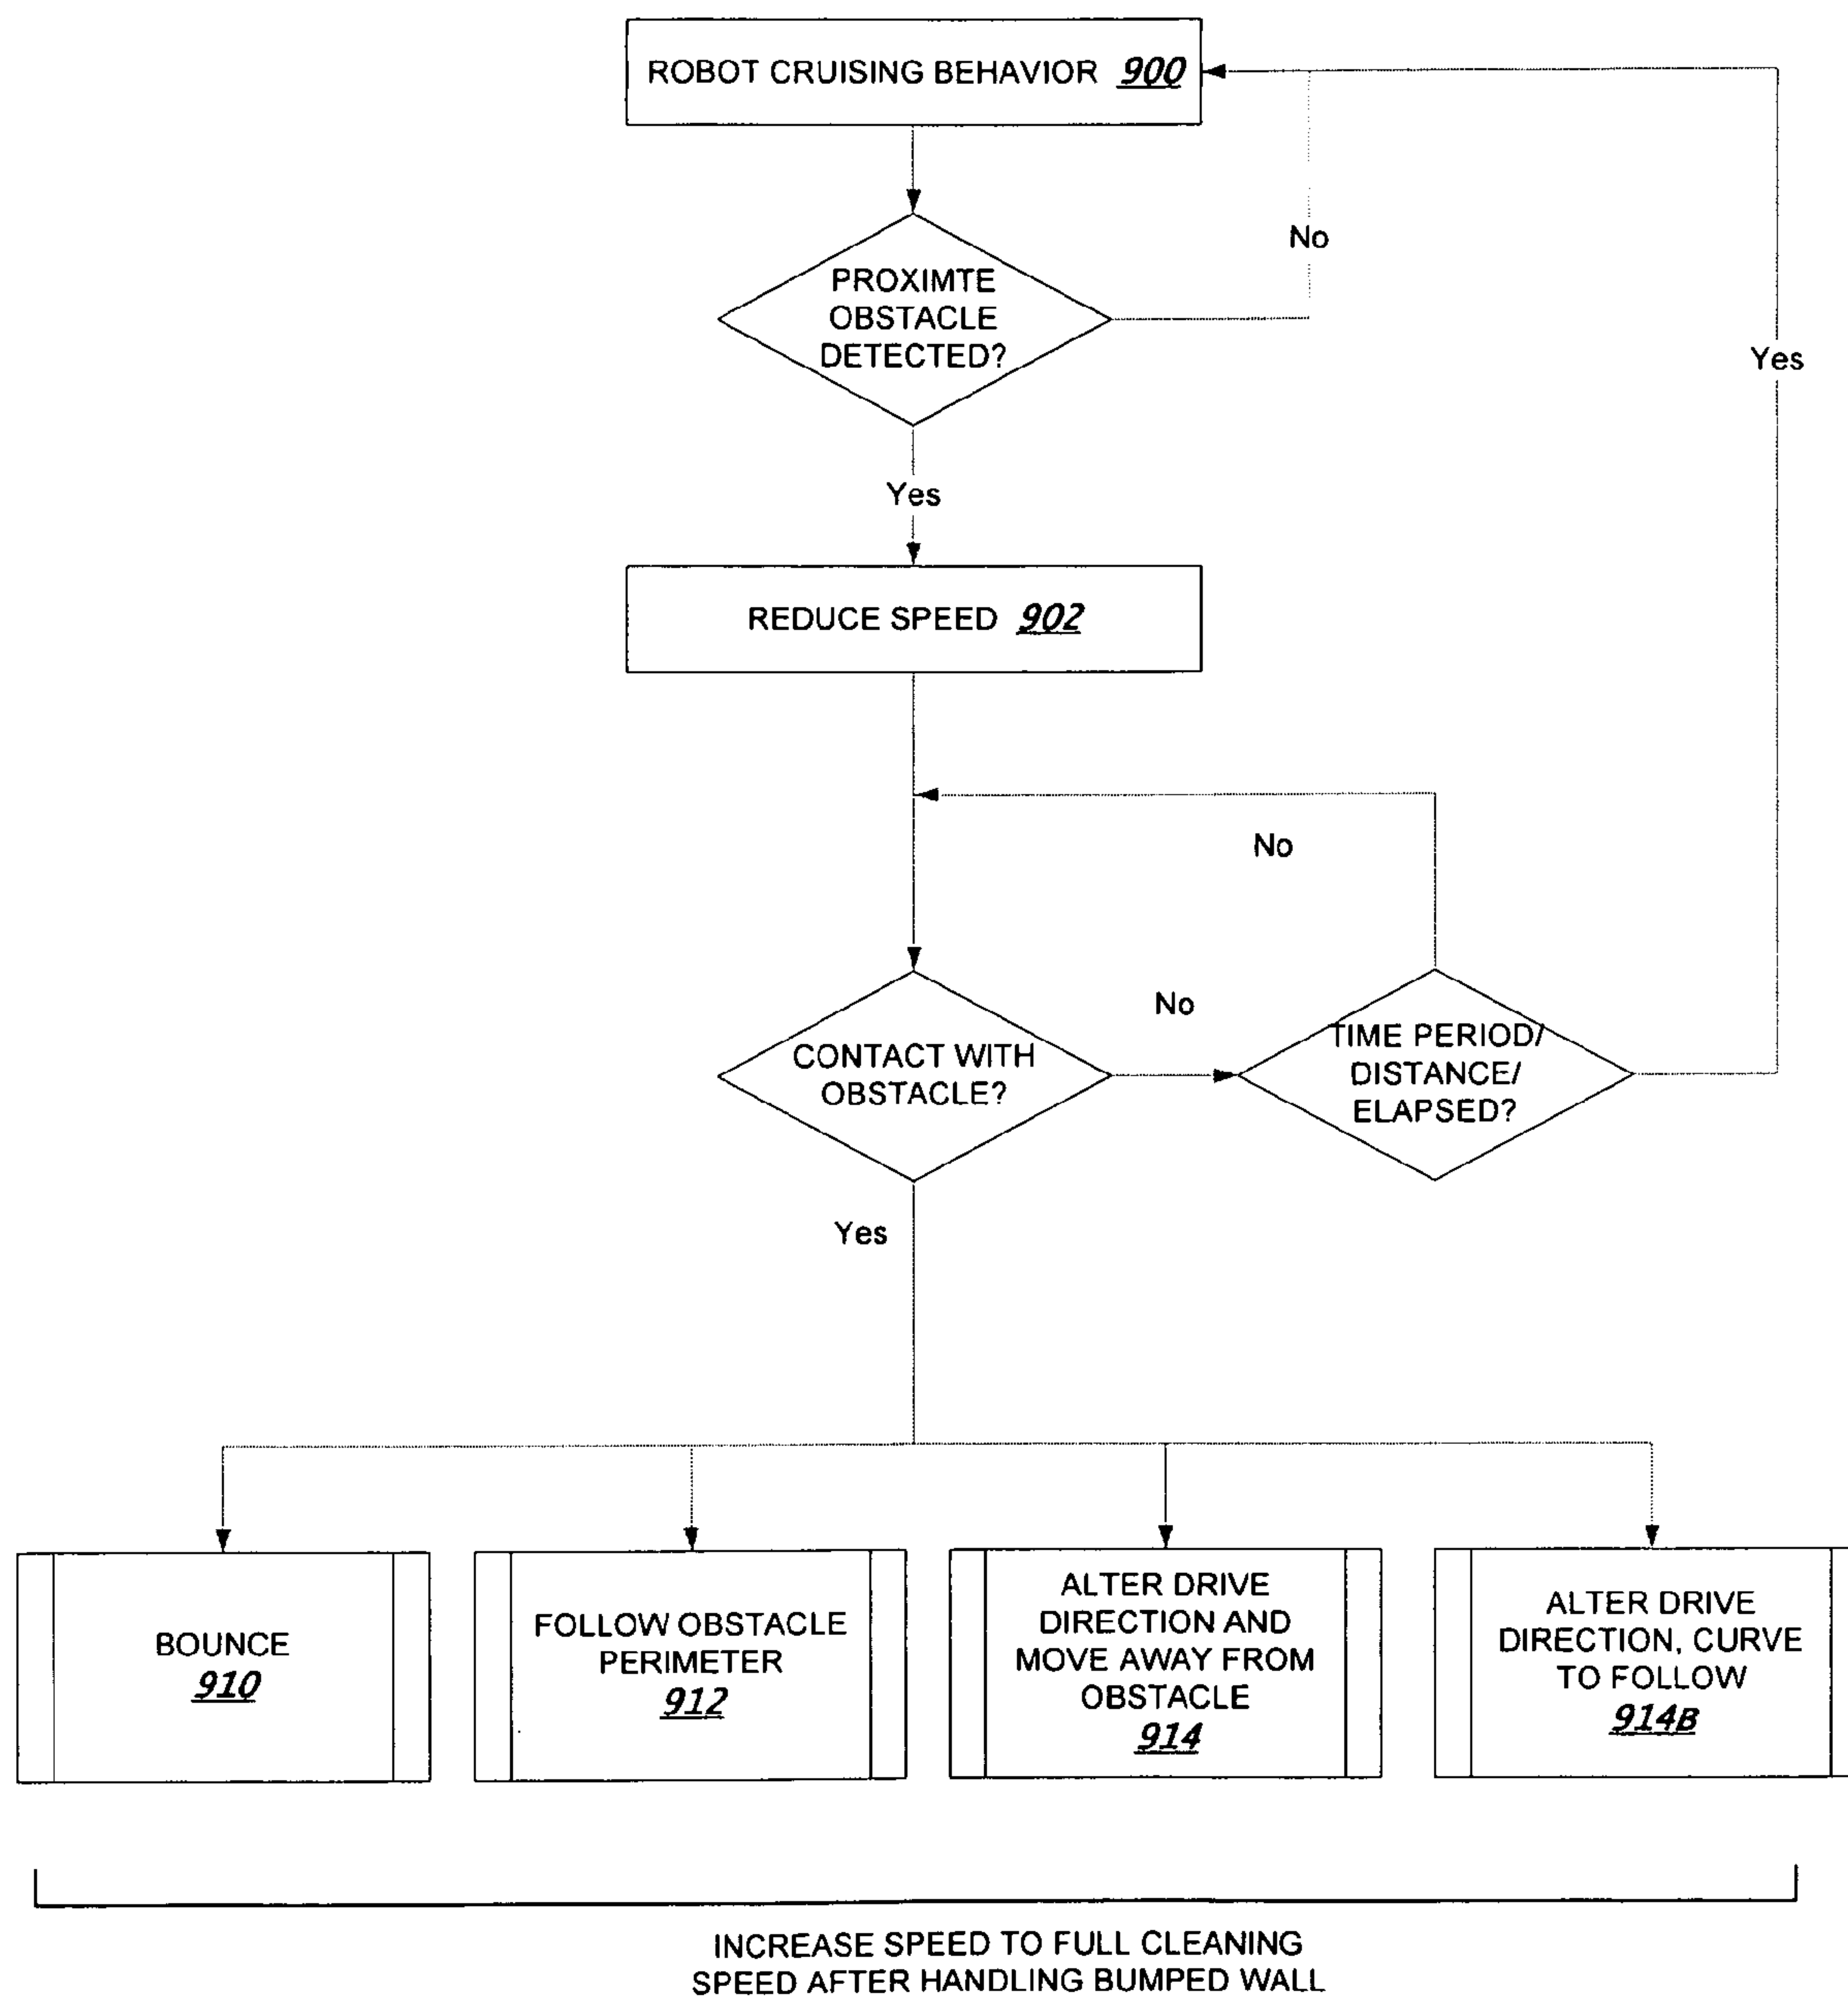 ROBOT CRUISING BEHAVIOR 900
No
PROXIMTE
OBSTACLE
DETECTED?
Yes
Yes
REDUCE SPEED 902
No
No
CONTACT WITH
OBSTACLE?
TIME PERIOD/
DISTANCE/
ELAPSED?
Yes
BOUNCE
910
FOLLOW OBSTACLE
PERIMETER
912
ALTER DRIVE
DIRECTION AND
MOVE AWAY FROM
OBSTACLE
914
ALTER DRIVE
DIRECTION, CURVE
TO FOLLOW
914B
INCREASE SPEED TO FULL CLEANING
SPEED AFTER HANDLING BUMPED WALL